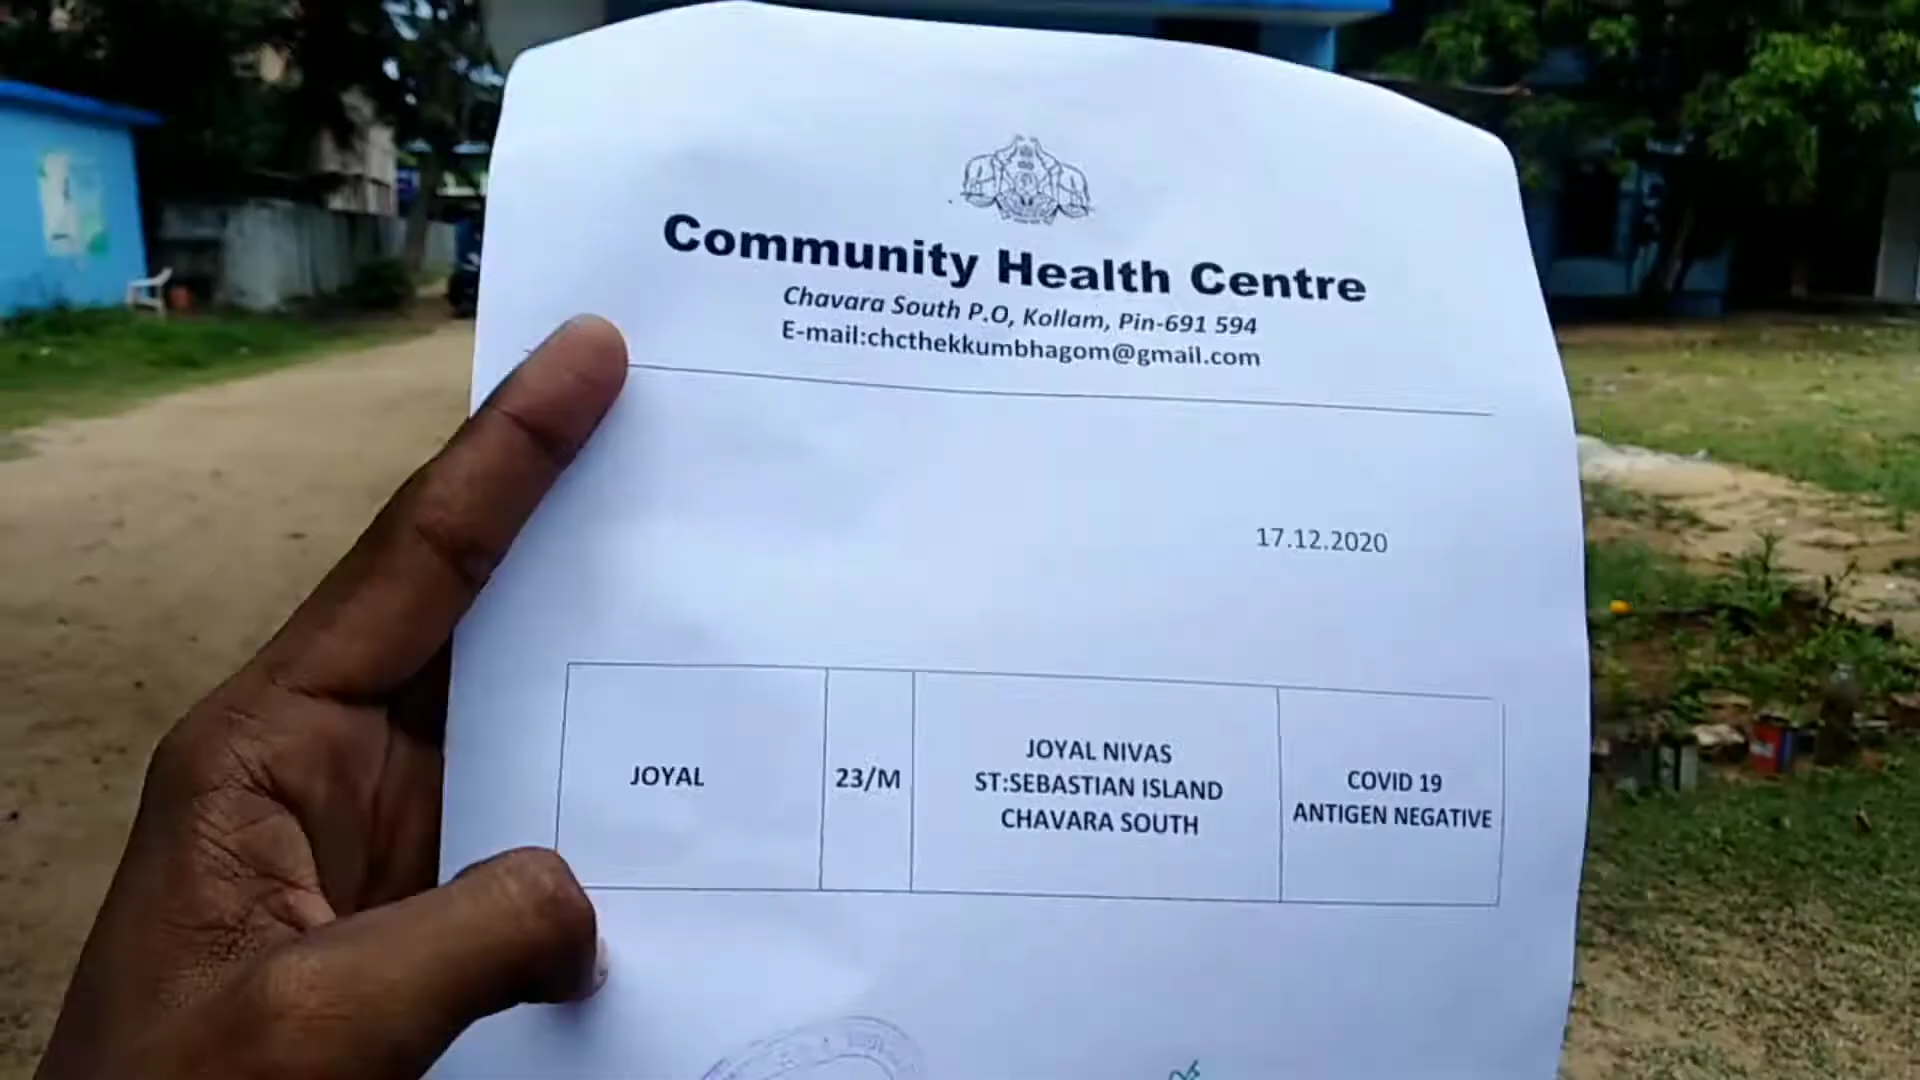 Community Health Centre
Chavara South P.O, Kollam, Pin-691 594
E-mail:chcthekkumbhagom@gmail.com
17.12.2020
JOYAL
23/M
JOYAL NIVAS
ST:SEBASTIAN ISLAND
CHAVARA SOUTH
COVID 19
ANTIGEN NEGATIVE